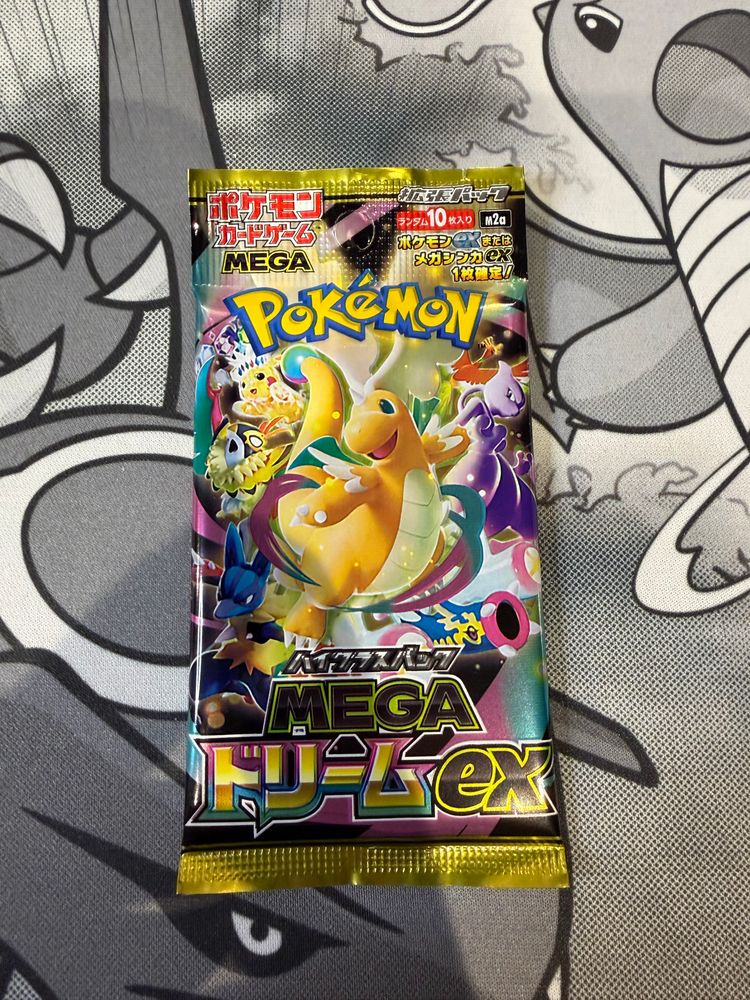 ポケモン
カードゲーム
MEGA
拡張パック
ランダム10枚入り
M2a
ポケモンexまたは
メガシンカex
1枚確定!
POKéMON
ハイクラスパック
MEGA
ドリームex